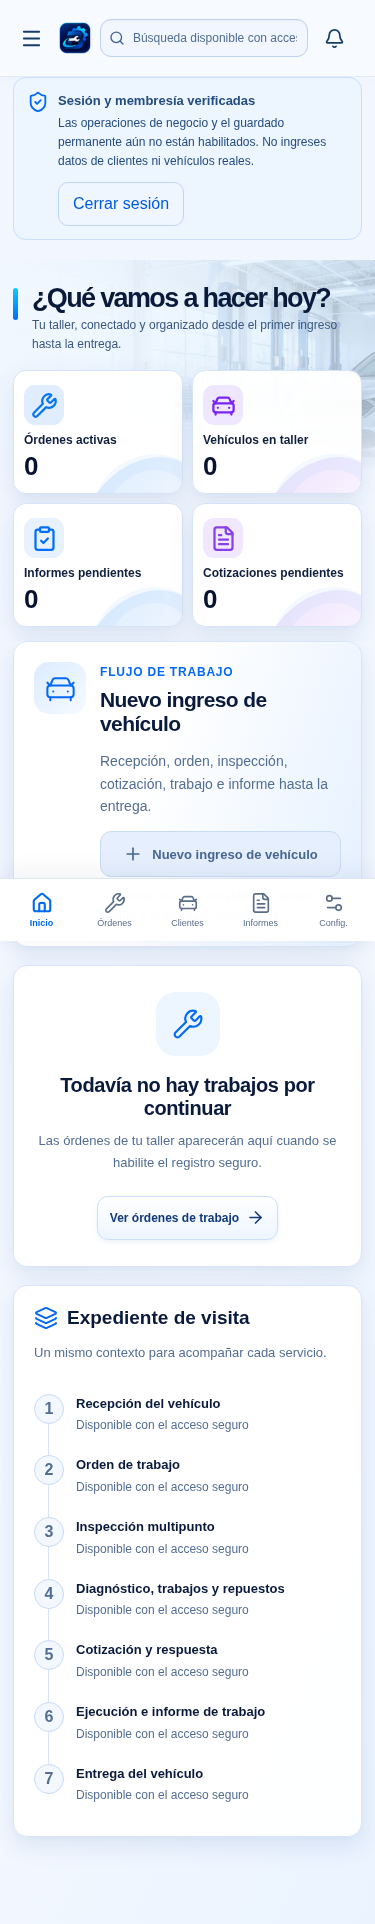 Búsqueda disponible con acces
Sesión y membresía verificadas
Las operaciones de negocio y el guardado
permanente aún no están habilitados. No ingreses
datos de clientes ni vehículos reales.
Cerrar sesión
¿Qué vamos a hacer hoy?
Tu taller, conectado y organizado desde el primer ingreso
hasta la entrega.
Órdenes activas
0
Vehículos en taller
0
Informes pendientes
0
Cotizaciones pendientes
0
FLUJO DE TRABAJO
Nuevo ingreso de
vehículo
Recepción, orden, inspección,
cotización, trabajo e informe hasta la
entrega.
Nuevo ingreso de vehículo
Inicio
Órdenes
Clientes
Informes
Config.
Todavía no hay trabajos por
continuar
Las órdenes de tu taller aparecerán aquí cuando se
habilite el registro seguro.
Ver órdenes de trabajo
Expediente de visita
Un mismo contexto para acompañar cada servicio.
1 Recepción del vehículo
Disponible con el acceso seguro
2 Orden de trabajo
Disponible con el acceso seguro
3 Inspección multipunto
Disponible con el acceso seguro
4 Diagnóstico, trabajos y repuestos
Disponible con el acceso seguro
5 Cotización y respuesta
Disponible con el acceso seguro
6 Ejecución e informe de trabajo
Disponible con el acceso seguro
7 Entrega del vehículo
Disponible con el acceso seguro